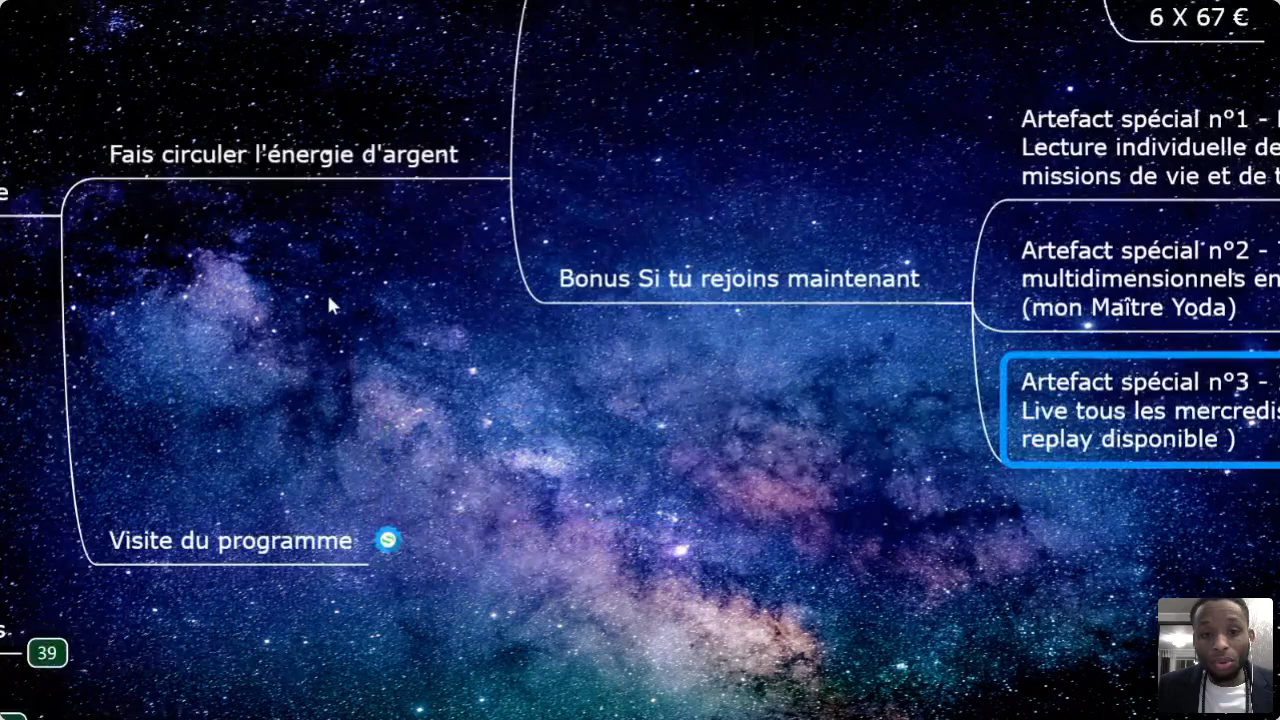 6 X 67 €
Artefact spécial n°1 -
Lecture individuelle de
missions de vie et de
Fais circuler l'énergie d'argent
e
Artefact spécial n°2 -
multidimensionnels en
(mon Maître Yoda)
Bonus Si tu rejoins maintenant
Artefact spécial n°3 -
Live tous les mercredis
replay disponible )
Visite du programme
39